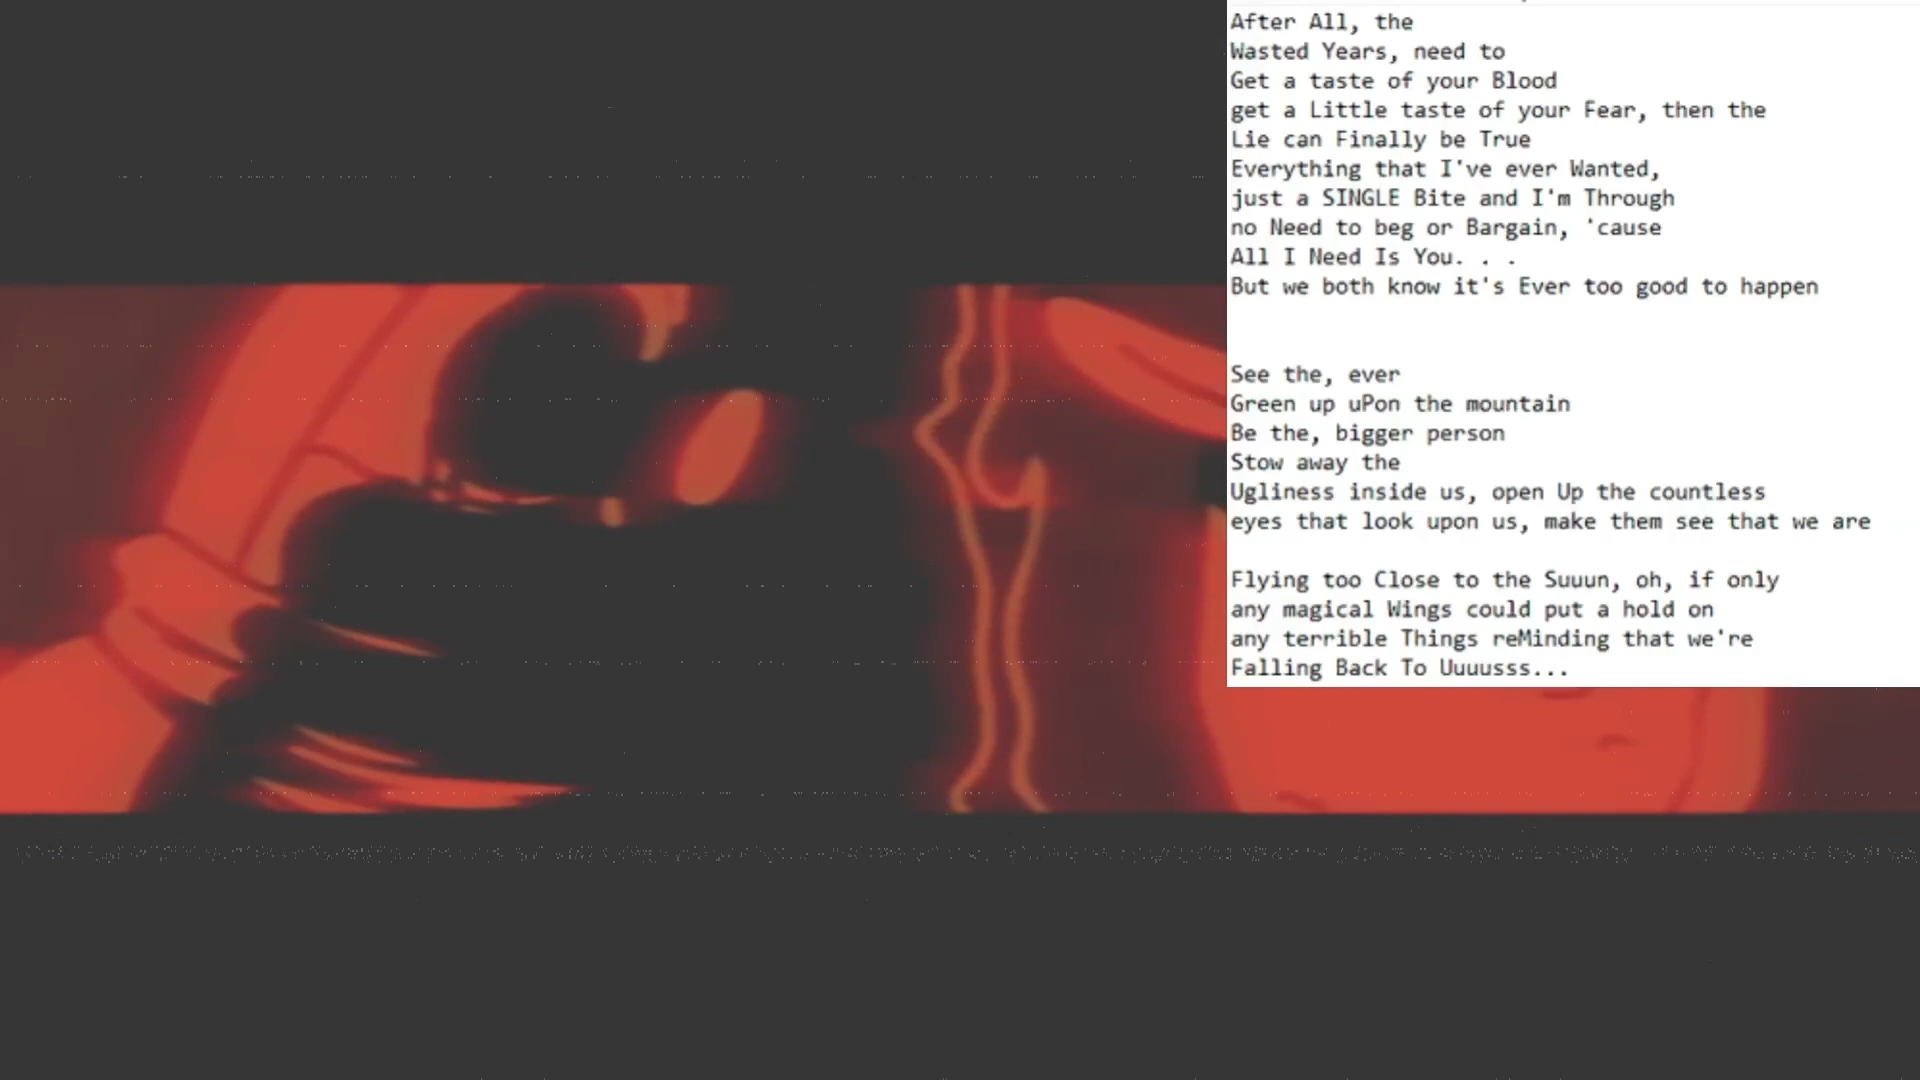 After All, the
Wasted Years, need to
Get a taste of your Blood
get a Little taste of your Fear, then the
Lie can Finally be True
Everything that I've ever Wanted,
just a SINGLE Bite and I'm Through
no Need to beg or Bargain, 'cause
All I Need Is You. . .
But we both know it's Ever too good to happen
See the, ever
Green up uPon the mountain
Be the, bigger person
Stow away the
Ugliness inside us, open Up the countless
eyes that look upon us, make them see that we are
Flying too Close to the Suuun, oh, if only
any magical Wings could put a hold on
any terrible Things reMinding that we're
Falling Back To Uuuusss...